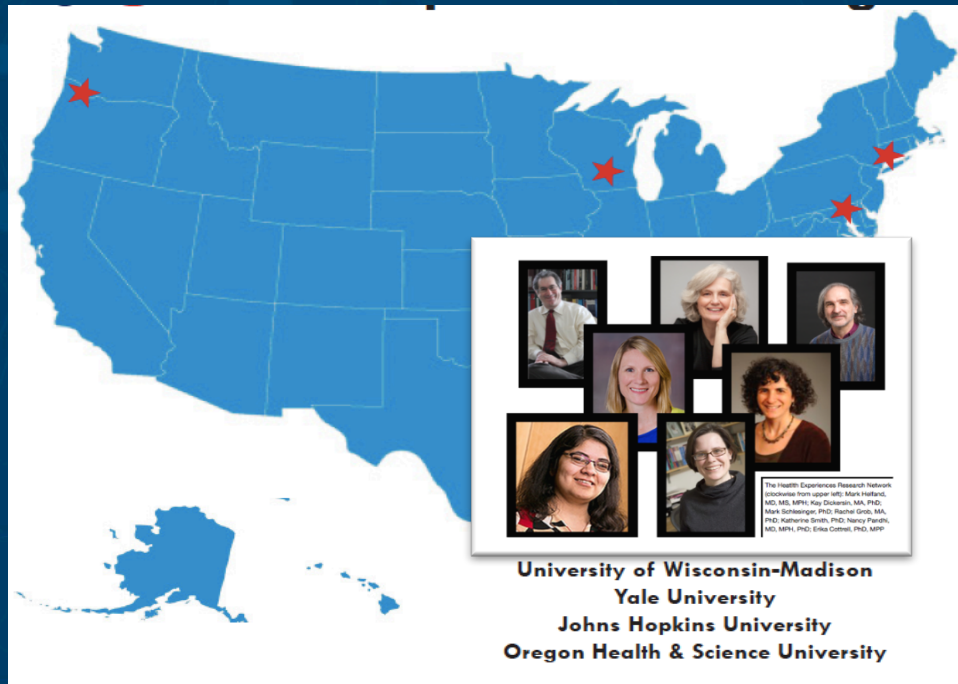 The Health Experiences Research Network
(clockwise from upper left): Mark Helfand,
MD, MS, MPH; Kay Dickersin, MA, PhD;
Mark Schlesinger, PhD; Rachel Grob, MA,
PhD; Katherine Smith, PhD; Nancy Pandhi,
MD, MPH, PhD; Erika Cottrell, PhD, MPP
University of Wisconsin-Madison
Yale University
Johns Hopkins University
Oregon Health & Science University